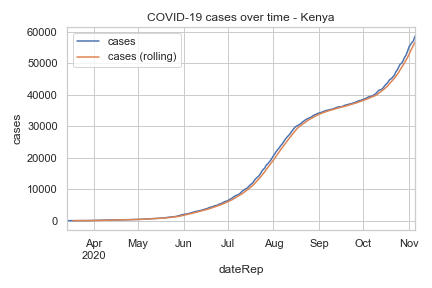 COVID-19 cases over time - Kenya
cases
cases (rolling)
60000
50000
40000
30000
20000
10000
0
cases
Apr
2020
May
Jun
Jul
Aug
Sep
Oct
Nov
dateRep